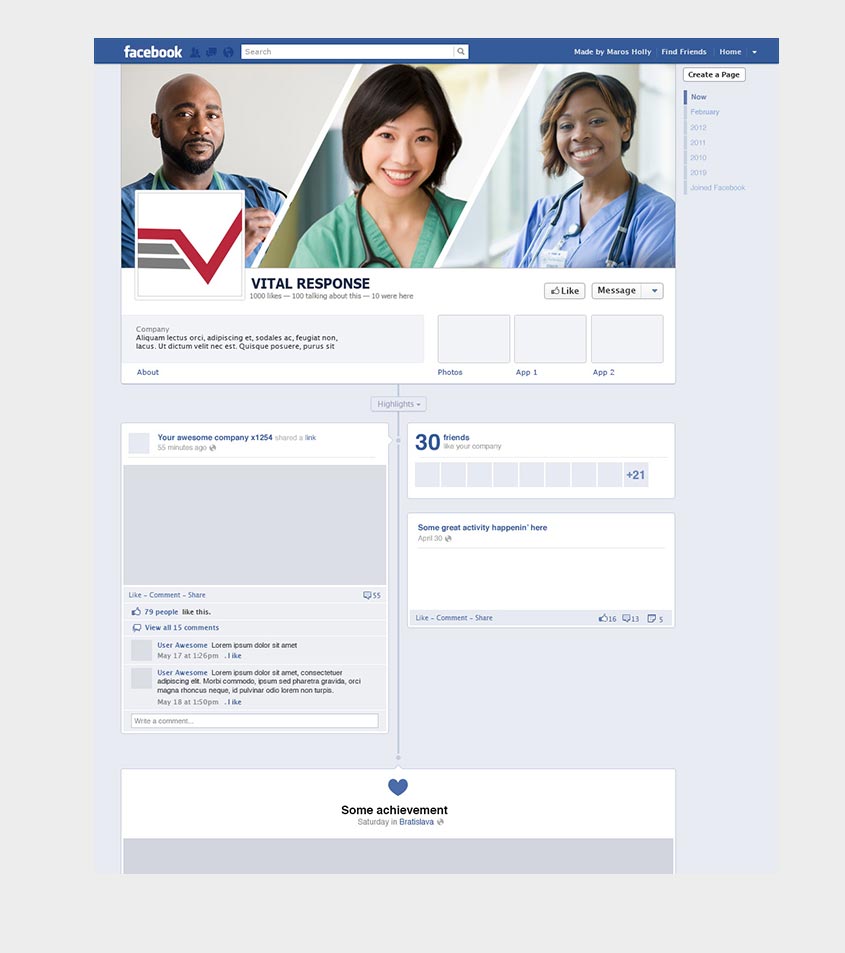 facebook
Search
Made by Maros Holly
Find Friends
Home
Create a Page
Now
February
2012
2011
2010
2019
Joined Facebook
VITAL RESPONSE
1000 likes — 100 talking about this — 10 were here
Like
Message
Company
Aliquam lectus orci, adipiscing et, sodales ac, feugiat non,
lacus. Ut dictum velit nec est. Quisque posuere, purus sit
About
Photos
App 1
App 2
Highlights
Your awesome company x1254 shared a link
55 minutes ago
Like - Comment - Share
55
79 people like this.
View all 15 comments
User Awesome Lorem ipsum dolor sit amet
May 17 at 1:26pm . Like
User Awesome Lorem ipsum dolor sit amet, consectetuer
adipiscing elit. Morbi commodo, ipsum sed pharetra gravida, orci
magna rhoncus neque, id pulvinar odio lorem non turpis.
May 18 at 1:50pm . Like
Write a comment...
30 friends
like your company
+21
Some great activity happenin' here
April 30
Like - Comment - Share
16
13
5
Some achievement
Saturday in Bratislava